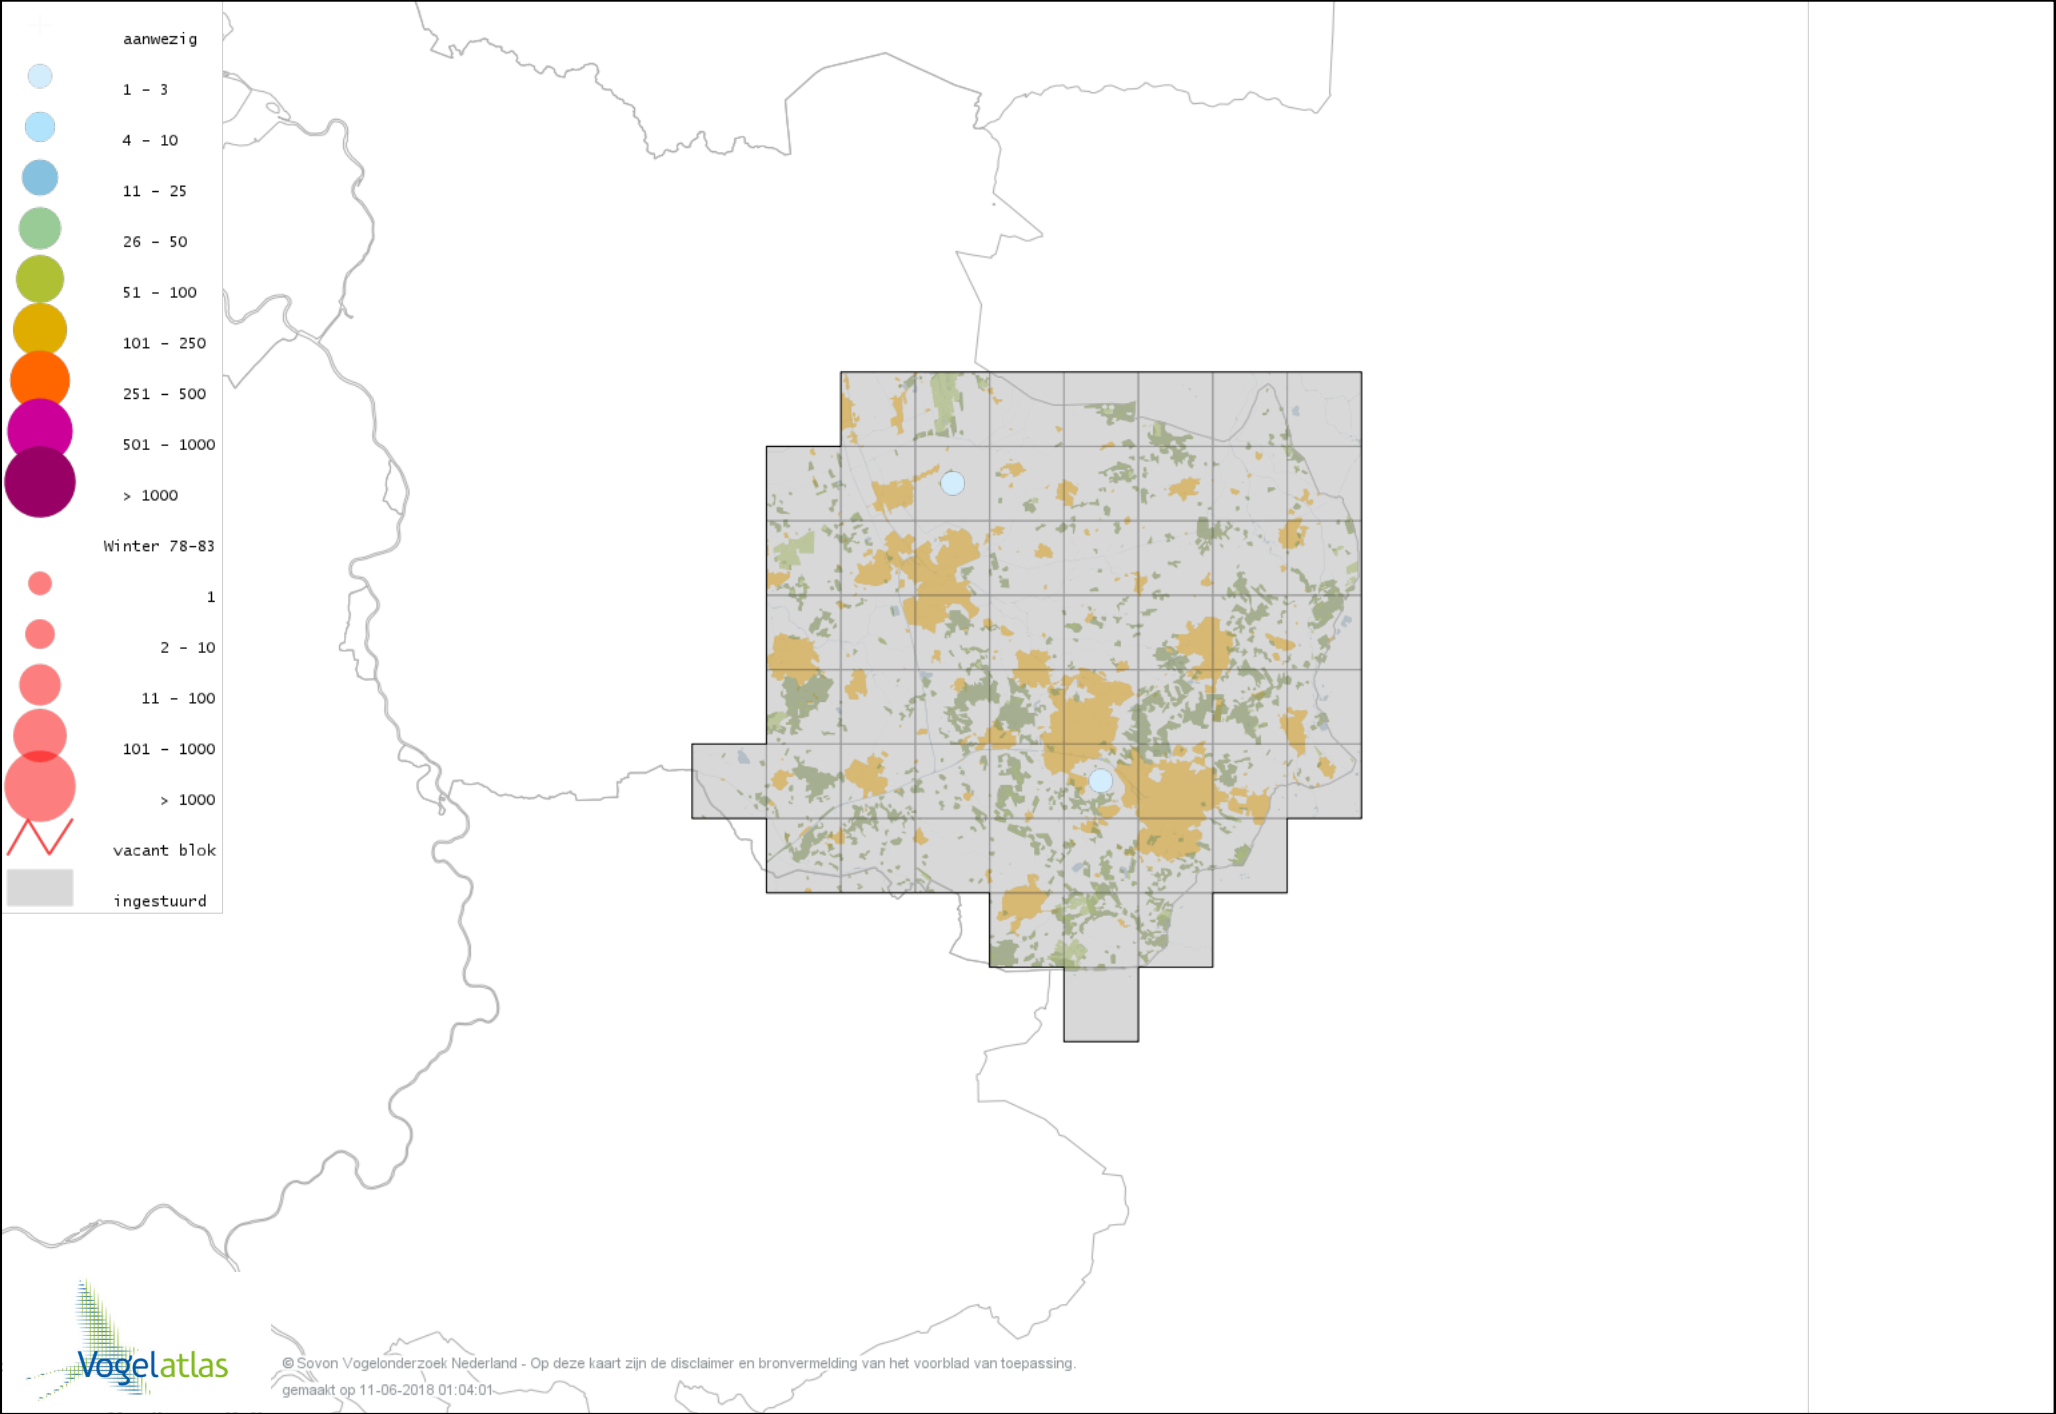 aanwezig
1 - 3
4 - 10
11 - 25
26 - 50
51 - 100
101 - 250
251 - 500
501 - 1000
> 1000
Winter 78-83
1
2 - 10
11 - 100
101 - 1000
> 1000
vacant blok
ingestuurd
Vogelatlas
© Sovon Vogelonderzoek Nederland - Op deze kaart zijn de disclaimer en bronvermelding van het voorblad van toepassing.
gemaakt op 11-06-2018 01:04:01